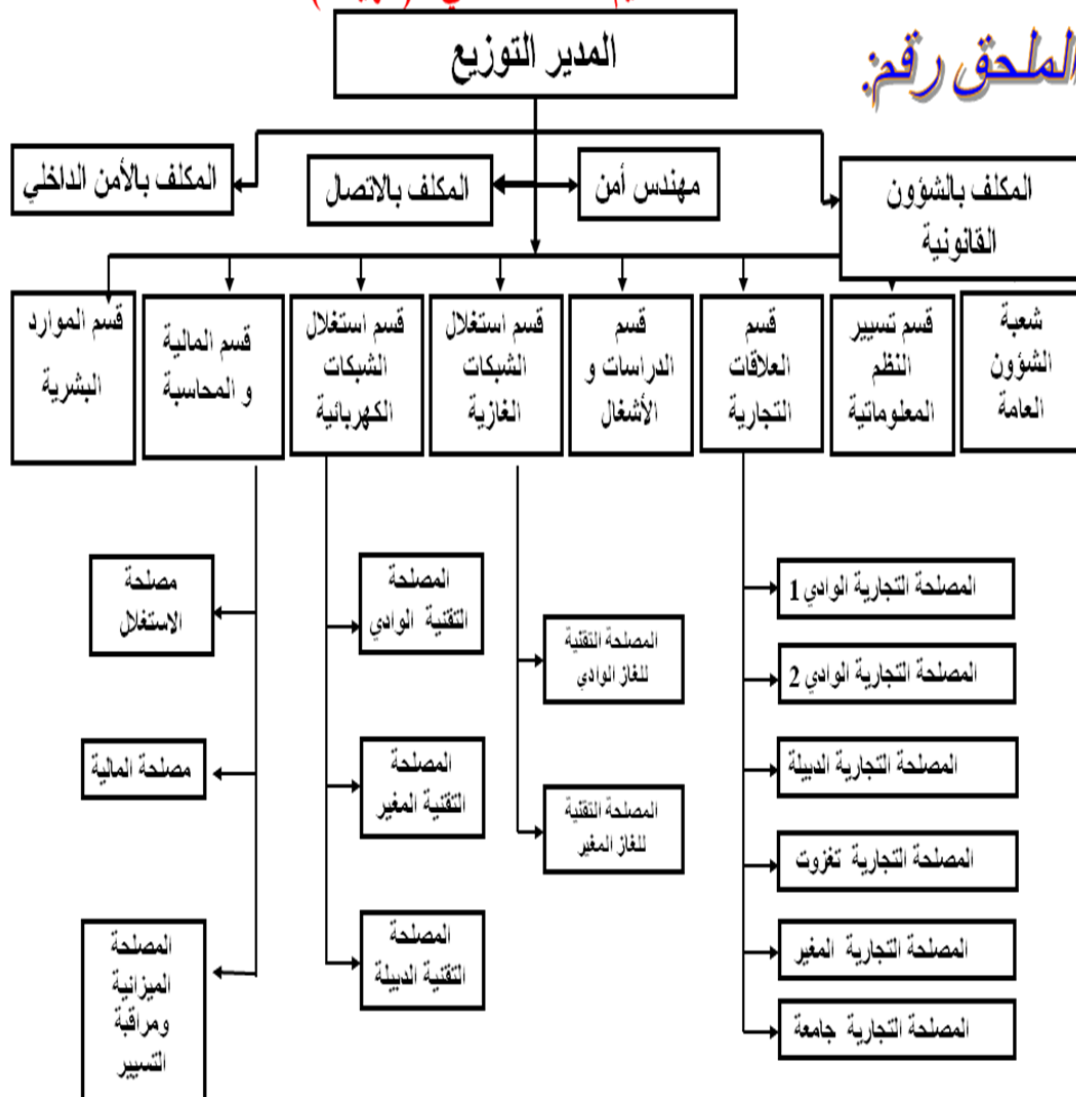 الملحق رقم:
المدير التوزيع
المكلف بالشؤون
القانونية
مهندس أمن
المكلف بالاتصال
المكلف بالأمن الداخلي
شعبة
الشؤون
العامة
قسم تسيير
النظم
المعلوماتية
قسم
العلاقات
التجارية
قسم
الدراسات و
الأشغال
قسم استغلال
الشبكات
الغازية
قسم استغلال
الشبكات
الكهربائية
قسم المالية
و المحاسبة
قسم الموارد
البشرية
المصلحة التجارية الوادي 1
المصلحة التجارية الوادي 2
المصلحة التجارية الدبيلة
المصلحة التجارية تغزوت
المصلحة التجارية المغير
المصلحة التجارية جامعة
المصلحة التقنية
للغاز الوادي
المصلحة التقنية
للغاز المغير
المصلحة
التقنية الوادي
المصلحة
التقنية المغير
المصلحة
التقنية الدبيلة
مصلحة
الاستغلال
مصلحة المالية
المصلحة
الميزانية
ومراقبة
التسيير